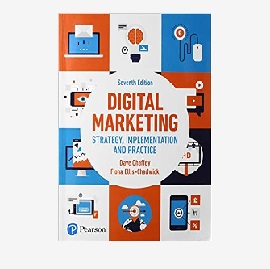 Seventh Edition
DIGITAL
MARKETING
STRATEGY, IMPLEMENTATION
AND PRACTICE
Dave Chaffey
Fiona Ellis-Chadwick
Pearson